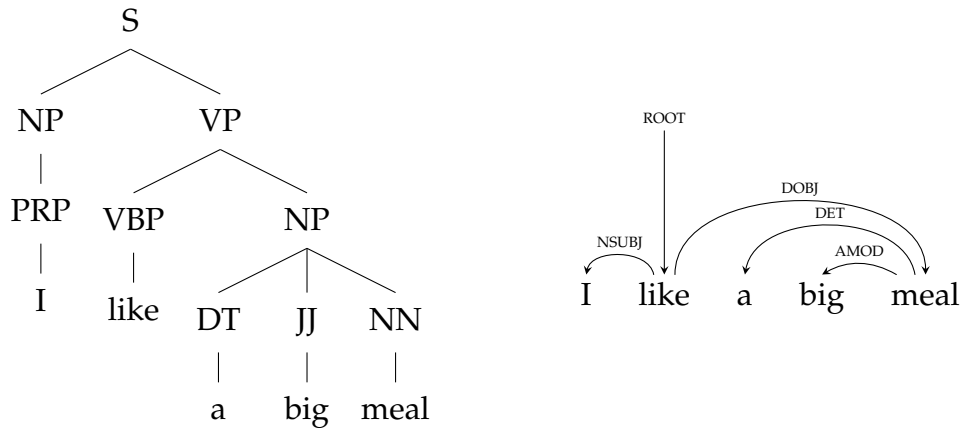 S
NP VP
PRP VBP NP
I like DT JJ NN
a big meal
ROOT
DOBJ
DET
NSUBJ AMOD
I like a big meal